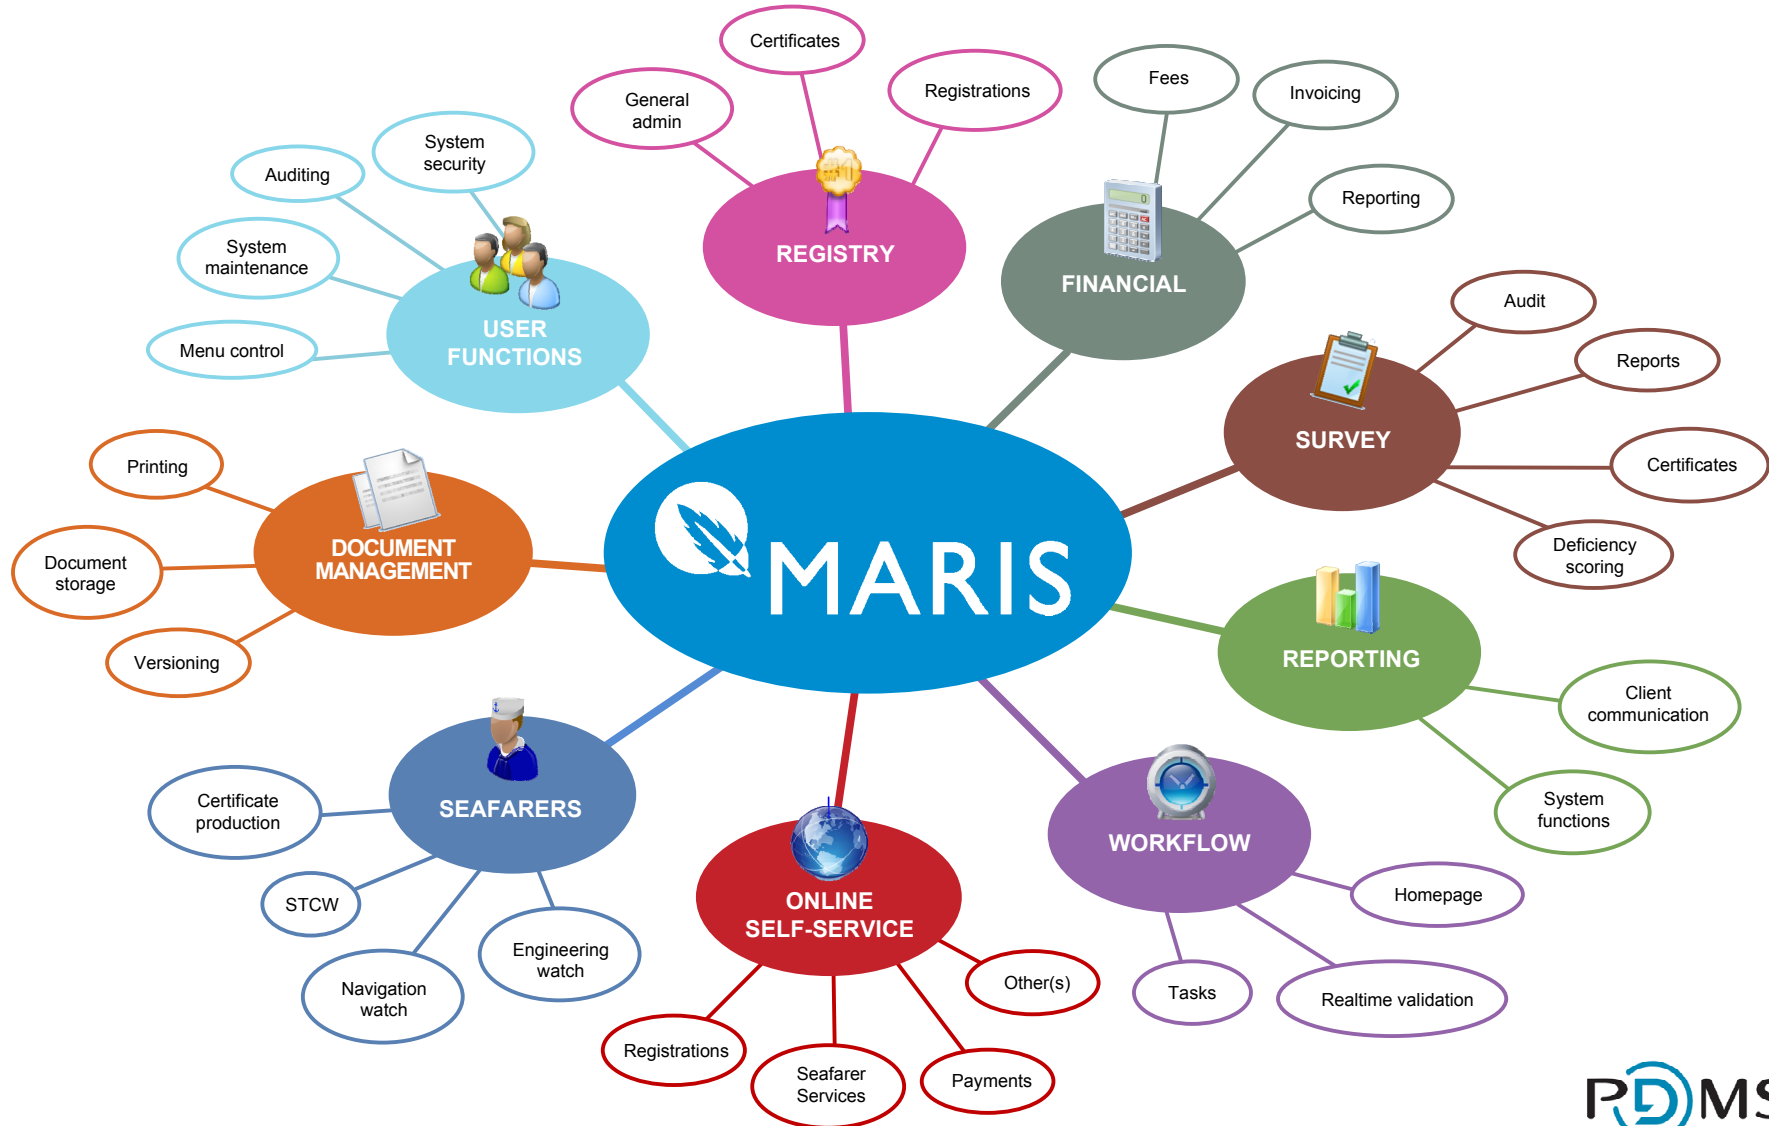 Certificates
General
admin
Registrations
#1
REGISTRY
Fees
Invoicing
Reporting
0
FINANCIAL
System
security
Auditing
System
maintenance
Menu control
USER
FUNCTIONS
Audit
Reports
Certificates
Deficiency
scoring
SURVEY
Printing
Document
storage
Versioning
DOCUMENT
MANAGEMENT
MARIS
REPORTING
Client
communication
System
functions
SEAFARERS
Certificate
production
STCW
Navigation
watch
Engineering
watch
ONLINE
SELF-SERVICE
Registrations
Seafarer
Services
Payments
Other(s)
WORKFLOW
Homepage
Realtime validation
Tasks
PDMS